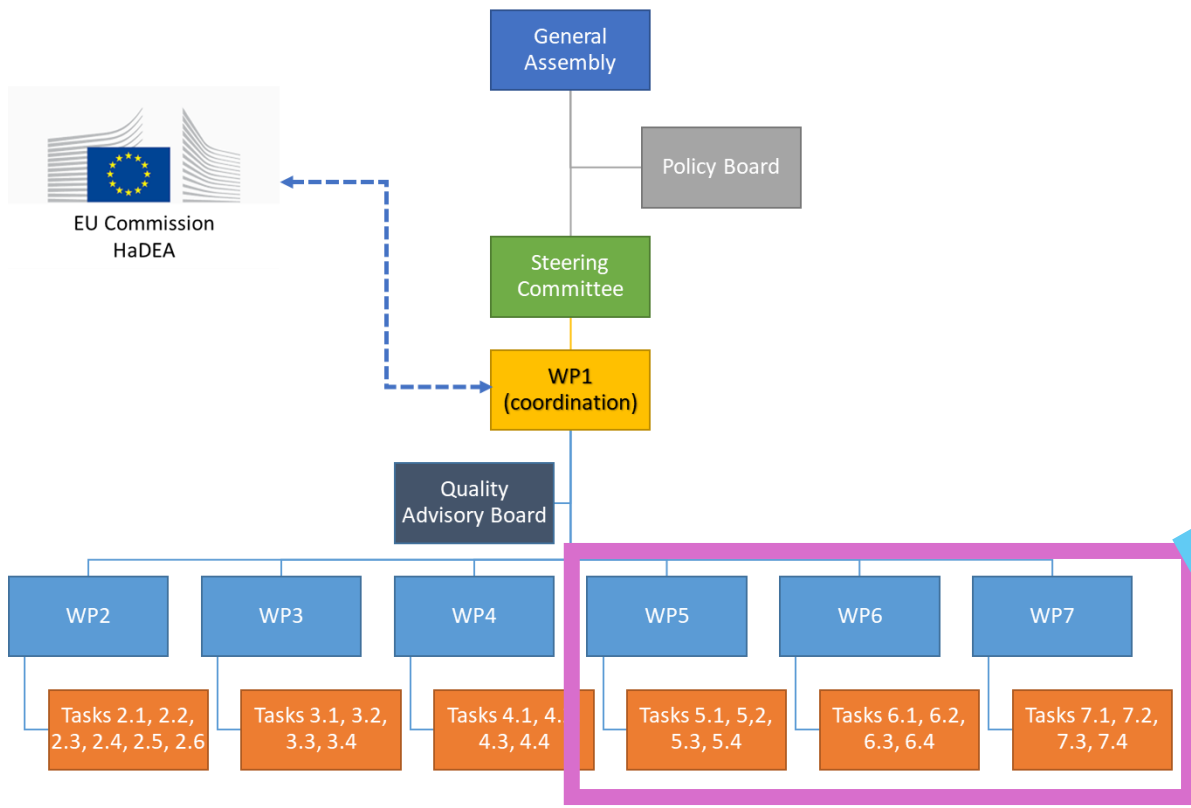 General
Assembly
Policy Board
EU Commission
HaDEA
Steering
Committee
WP1
(coordination)
Quality
Advisory Board
WP2
WP3
WP4
WP5
WP6
WP7
Tasks 2.1, 2.2,
2.3, 2.4, 2.5, 2.6
Tasks 3.1, 3.2,
3.3, 3.4
Tasks 4.1, 4.
4.3, 4.4
Tasks 5.1, 5,2,
5.3, 5.4
Tasks 6.1, 6.2,
6.3, 6.4
Tasks 7.1, 7.2,
7.3, 7.4